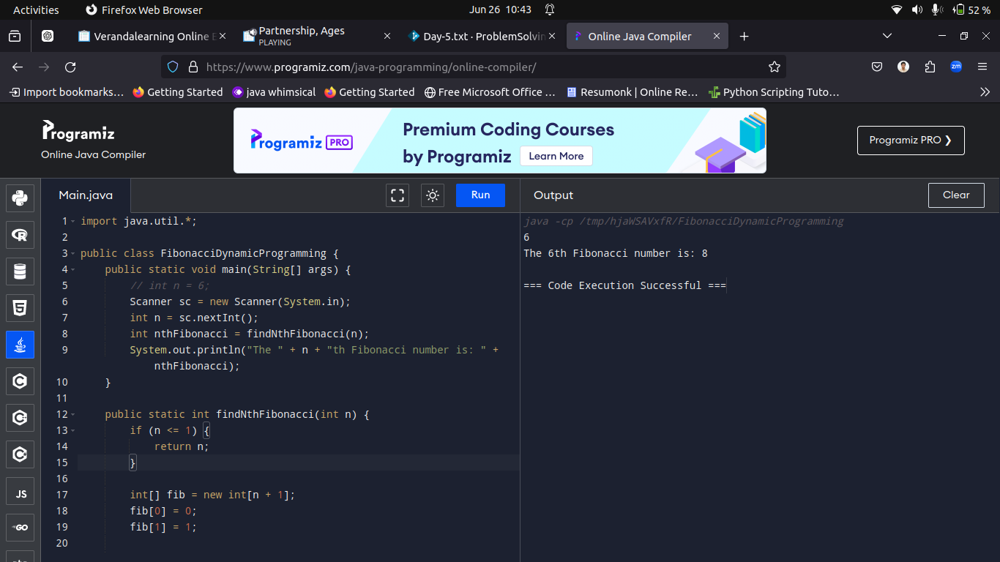 Activities
Firefox Web Browser
Jun 26 10:43
52 %
Verandalearning Online E
Partnership, Ages
PLAYING
Day-5.txt · ProblemSolvin
Online Java Compiler
https://www.programiz.com/java-programming/online-compiler/
zm
Import bookmarks…
Getting Started
java whimsical
Getting Started
Free Microsoft Office …
Resumonk | Online Re…
Python Scripting Tuto…
Programiz
Online Java Compiler
Programiz PRO
Premium Coding Courses
by Programiz
Learn More
Programiz PRO ❯
Main.java
Run
Output
Clear
1 import java.util.*;
2
3 public class FibonacciDynamicProgramming {
4     public static void main(String[] args) {
5         // int n = 6;
6         Scanner sc = new Scanner(System.in);
7         int n = sc.nextInt();
8         int nthFibonacci = findNthFibonacci(n);
9         System.out.println("The " + n + "th Fibonacci number is: " +
            nthFibonacci);
10     }
11
12     public static int findNthFibonacci(int n) {
13         if (n <= 1) {
14             return n;
15         }
16
17         int[] fib = new int[n + 1];
18         fib[0] = 0;
19         fib[1] = 1;
20
java -cp /tmp/hjaWSAVxfR/FibonacciDynamicProgramming
6
The 6th Fibonacci number is: 8
=== Code Execution Successful ===
R
5
C
C
C
JS
GO